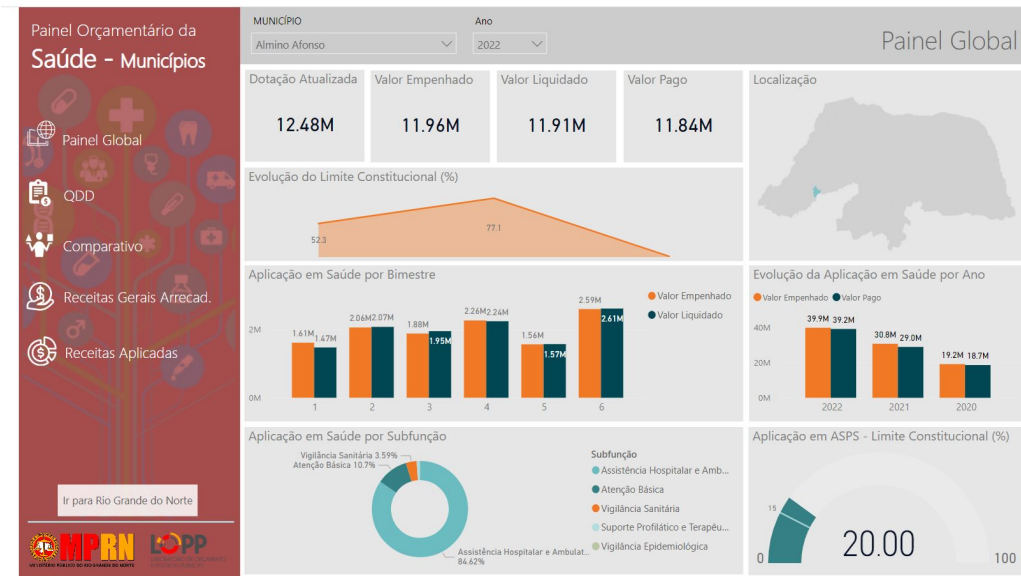 Painel Orçamentário da
Saúde - Municípios
Painel Global
QDD
Comparativo
Receitas Gerais Arrecad.
Receitas Aplicadas
Ir para Rio Grande do Norte
MPRN
MINISTÉRIO PÚBLICO DO RIO GRANDE DO NORTE
LOPP
MUNICÍPIO
Almino Afonso
Ano
2022
Painel Global
Dotação Atualizada
12.48M
Valor Empenhado
11.96M
Valor Liquidado
11.91M
Valor Pago
11.84M
Localização
Evolução do Limite Constitucional (%)
52.3
77.1
Aplicação em Saúde por Bimestre
Valor Empenhado
Valor Liquidado
2M
0M
1.61M 1.47M
2.06M 2.07M
1.88M 1.95M
2.26M 2.24M
1.56M 1.57M
2.59M 2.61M
1 2 3 4 5 6
Evolução da Aplicação em Saúde por Ano
Valor Empenhado Valor Pago
40M
20M
0M
39.9M 39.2M
30.8M 29.0M
19.2M 18.7M
2022 2021 2020
Aplicação em Saúde por Subfunção
Vigilância Sanitária 3.59%
Atenção Básica 10.7%
Assistência Hospitalar e Ambulat...
84.62%
Subfunção
Assistência Hospitalar e Amb...
Atenção Básica
Vigilância Sanitária
Suporte Profilático e Terapêu...
Vigilância Epidemiológica
Aplicação em ASPS - Limite Constitucional (%)
15
0
20.00
100